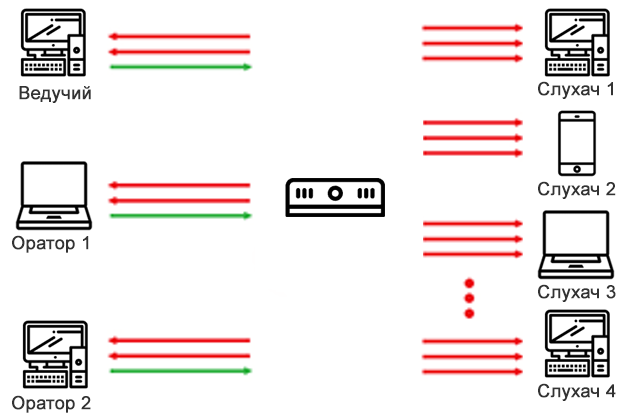 Ведучий
Оратор 1
Оратор 2
Слухач 1
Слухач 2
Слухач 3
Слухач 4